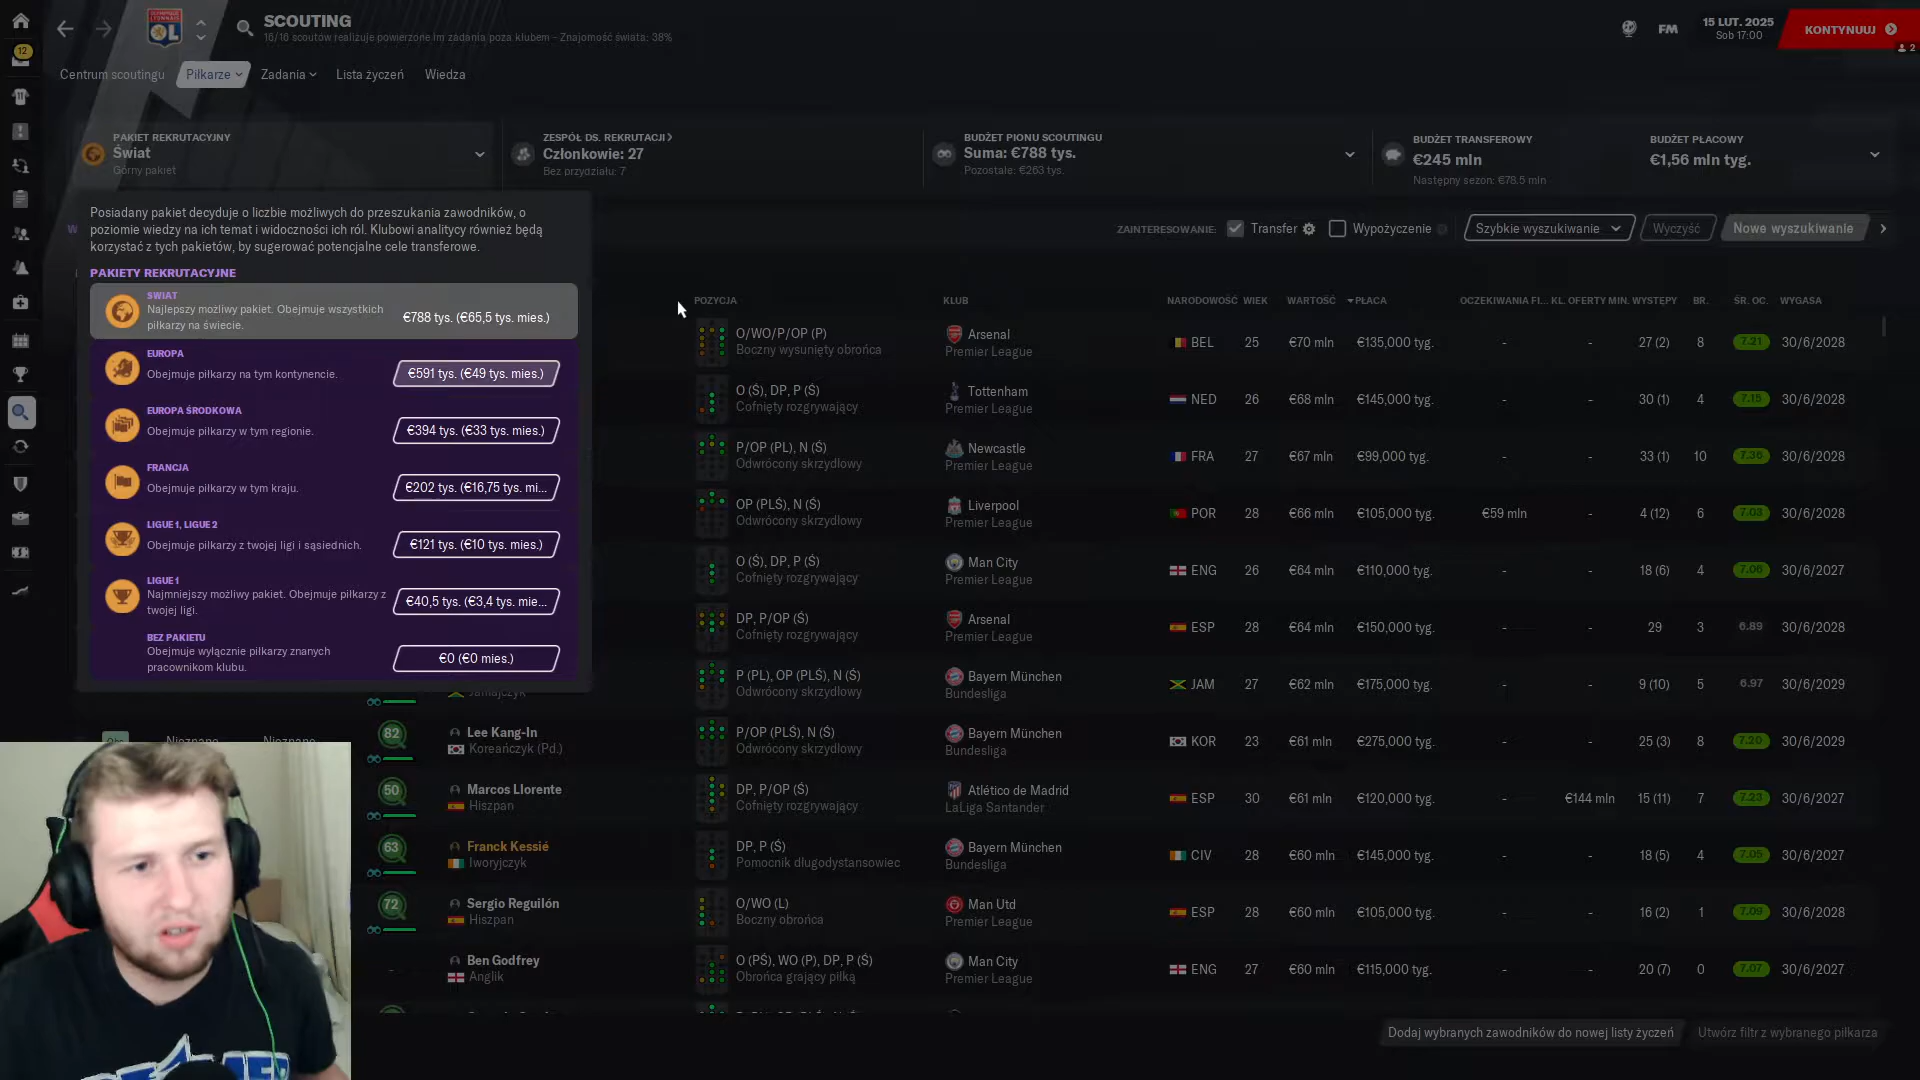 SCOUTING
16/16 scoutów realizuje powierzone im zadania poza klubem - Znajomość świata: 38%
FM
15 LUT. 2025
Sob 17:00
KONTYNUUJ
2
12
Centrum scoutingu
Piłkarze
Zadania
Lista życzeń
Wiedza
PAKIET REKRUTACYJNY
Świat
Górny pakiet
ZESPÓŁ DS. REKRUTACJI
Członkowie: 27
Bez przydziału: 7
BUDŻET PIONU SCOUTINGU
Suma: €788 tys.
Pozostałe: €263 tys.
BUDŻET TRANSFEROWY
€245 mln
Następny sezon: €78.5 mln
BUDŻET PŁACOWY
€1,56 mln tyg.
Posiadany pakiet decyduje o liczbie możliwych do przeszukania zawodników, o
poziomie wiedzy na ich temat i widoczności ich ról. Klubowi analitycy również będą
korzystać z tych pakietów, by sugerować potencjalne cele transferowe.
ZAINTERESOWANIE:
Transfer
Wypożyczenie
Szybkie wyszukiwanie
Wyczyść
Nowe wyszukiwanie
PAKIETY REKRUTACYJNE
ŚWIAT
Najlepszy możliwy pakiet. Obejmuje wszystkich
piłkarzy na świecie.
€788 tys. (€65,5 tys. mies.)
EUROPA
Obejmuje piłkarzy na tym kontynencie.
€591 tys. (€49 tys. mies.)
EUROPA ŚRODKOWA
Obejmuje piłkarzy w tym regionie.
€394 tys. (€33 tys. mies.)
FRANCJA
Obejmuje piłkarzy w tym kraju.
€202 tys. (€16,75 tys. mi...
LIGUE 1, LIGUE 2
Obejmuje piłkarzy z twojej ligi i sąsiednich.
€121 tys. (€10 tys. mies.)
LIGUE 1
Najmniejszy możliwy pakiet. Obejmuje piłkarzy z
twojej ligi.
€40,5 tys. (€3,4 tys. mie...
BEZ PAKIETU
Obejmuje wyłącznie piłkarzy znanych
pracownikom klubu.
€0 (€0 mies.)
POZYCJA KLUB NARODOWOŚĆ WIEK WARTOŚĆ PŁACA OCZEKIWANIA FI... KL. OFERTY MIN. WYSTĘPY BR. ŚR. OC. WYGASA
O/WO/P/OP (P) Arsenal BEL 25 €70 mln €135,000 tyg. - - 27 (2) 8 7.21 30/6/2028
Boczny wysunięty obrońca Premier League
O (Ś), DP, P (Ś) Tottenham NED 26 €68 mln €145,000 tyg. - - 30 (1) 4 7.15 30/6/2028
Cofnięty rozgrywający Premier League
P/OP (PL), N (Ś) Newcastle FRA 27 €67 mln €99,000 tyg. - - 33 (1) 10 7.36 30/6/2028
Odwrócony skrzydłowy Premier League
OP (PLŚ), N (Ś) Liverpool POR 28 €66 mln €105,000 tyg. €59 mln - 4 (12) 6 7.03 30/6/2028
Odwrócony skrzydłowy Premier League
O (Ś), DP, P (Ś) Man City ENG 26 €64 mln €110,000 tyg. - - 18 (6) 4 7.06 30/6/2027
Cofnięty rozgrywający Premier League
DP, P/OP (Ś) Arsenal ESP 28 €64 mln €150,000 tyg. - - 29 3 6.89 30/6/2028
Cofnięty rozgrywający Premier League
P (PL), OP (PLŚ), N (Ś) Bayern München JAM 27 €62 mln €175,000 tyg. - - 9 (10) 5 6.97 30/6/2029
Jamajczyk Odwrócony skrzydłowy Bundesliga
Obs Nieznane Nieznane 82 Lee Kang-In P/OP (PLŚ), N (Ś) Bayern München KOR 23 €61 mln €275,000 tyg. - - 25 (3) 8 7.20 30/6/2029
Koreańczyk (Pd.) Odwrócony skrzydłowy Bundesliga
50 Marcos Llorente DP, P/OP (Ś) Atlético de Madrid ESP 30 €61 mln €120,000 tyg. - €144 mln 15 (11) 7 7.23 30/6/2027
Hiszpan Cofnięty rozgrywający LaLiga Santander
63 Franck Kessié DP, P (Ś) Bayern München CIV 28 €60 mln €145,000 tyg. - - 18 (5) 4 7.05 30/6/2027
Iworyjczyk Pomocnik długodystansowiec Bundesliga
72 Sergio Reguilón O/WO (L) Man Utd ESP 28 €60 mln €105,000 tyg. - - 16 (2) 1 7.09 30/6/2028
Hiszpan Boczny obrońca Premier League
- Ben Godfrey O (PŚ), WO (P), DP, P (Ś) Man City ENG 27 €60 mln €115,000 tyg. - - 20 (7) 0 7.07 30/6/2027
Anglik Obrońca grający piłką Premier League
Dodaj wybranych zawodników do nowej listy życzeń
Utwórz filtr z wybranego piłkarza